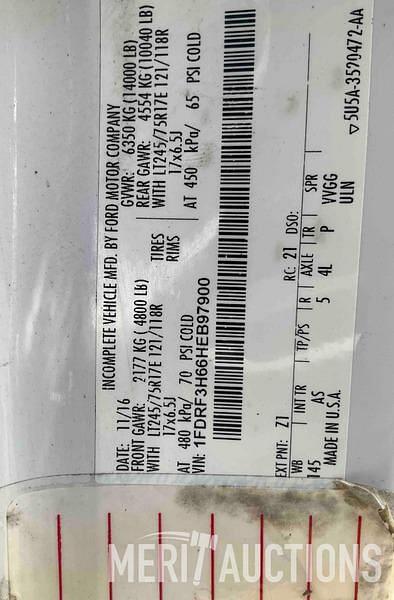 INCOMPLETE VEHICLE MFD. BY FORD MOTOR COMPANY
DATE: 11/16 GVWR: 6350 KG (14000 LB)
FRONT GAWR: 2177 KG (4800 LB) REAR GAWR: 4554 KG (10040 LB)
WITH LT245/75R17E 121/118R TIRES WITH LT245/75R17E 121/118R
17x6.5J RIMS 17x6.5J
AT 480 kPa/ 70 PSI COLD AT 450 kPa/ 65 PSI COLD
VIN: 1FDRF3H66HEB97900
EXT PNT: Z1 RC: 21 DSO:
WB INT TR TP/PS R AXLE TR SPR
145 AS 5 4L P VVGG
MADE IN U.S.A. ULN
▽5U5A-3520472-AA
MERIT AUCTIONS